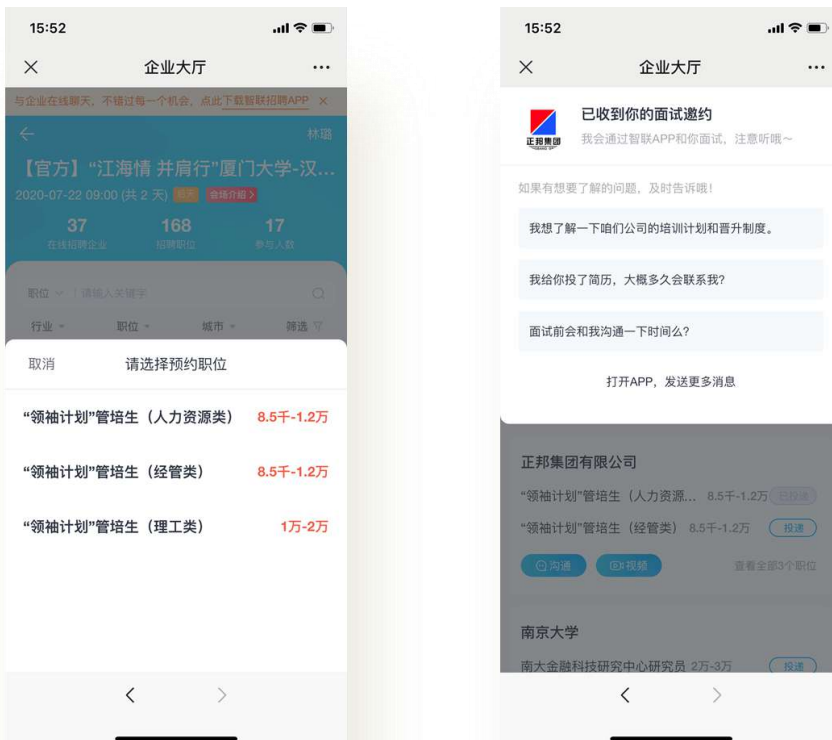 15:52
企业大厅
与企业在线聊天，不错过每一个机会，点此下载智联招聘APP ×
林璐
【官方】“江海情 并肩行”厦门大学-汉...
2020-07-22 09:00 (共 2 天) 会场介绍
37 168 17
在线招聘企业 招聘职位 参与人数
职位 请输入关键字
行业 职位 城市 筛选
取消 请选择预约职位
“领袖计划”管培生（人力资源类） 8.5千-1.2万
“领袖计划”管培生（经管类） 8.5千-1.2万
“领袖计划”管培生（理工类） 1万-2万
15:52
企业大厅
正邦集团
已收到你的面试邀约
我会通过智联APP和你面试，注意听哦～
如果有想要了解的问题，及时告诉哦！
我想了解一下咱们公司的培训计划和晋升制度。
我给你投了简历，大概多久会联系我?
面试前会和我沟通一下时间么?
打开APP，发送更多消息
正邦集团有限公司
“领袖计划”管培生（人力资源... 8.5千-1.2万 已投递
“领袖计划”管培生（经管类） 8.5千-1.2万 投递
沟通 视频 查看全部3个职位
南京大学
南大金融科技研究中心研究员 2万-3万 投递